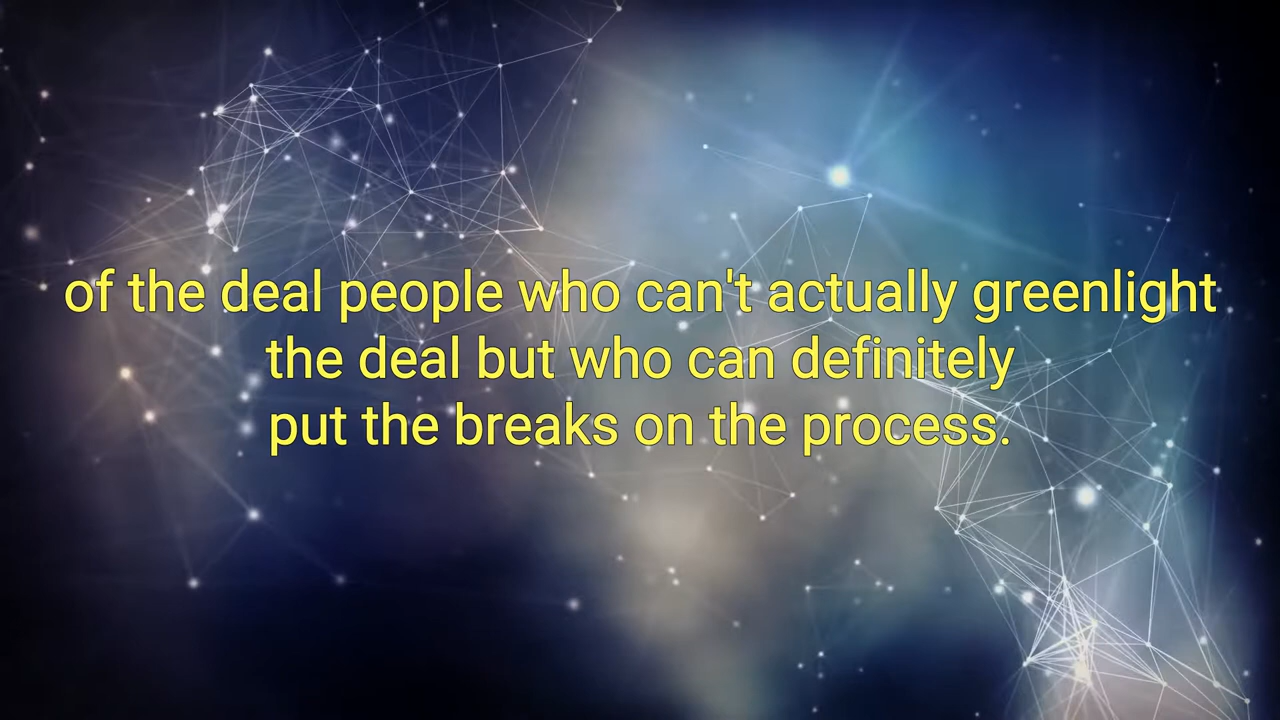 of the deal people who can't actually greenlight
the deal but who can definitely
put the breaks on the process.